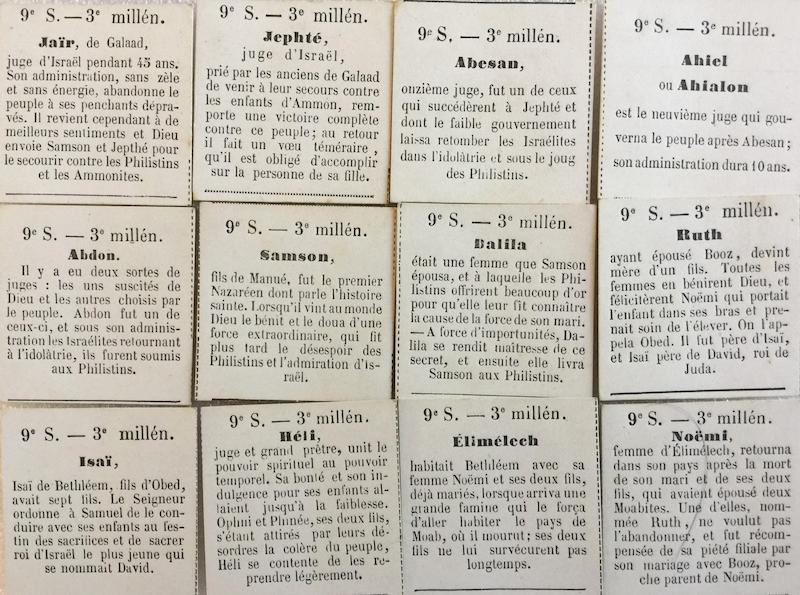 9e S. — 3e millén.
Jaïr, de Galaad,
juge d'Israël pendant 45 ans.
Son administration, sans zèle
et sans énergie, abandonne le
peuple à ses penchants dépra-
vés. Il revient cependant à de
meilleurs sentiments et Dieu
envoie Samson et Jepthé pour
le secourir contre les Philistins
et les Ammonites.
9e S. — 3e millén.
Jephté,
juge d'Israël,
prié par les anciens de Galaad
de venir à leur secours contre
les enfants d'Ammon, rem-
porte une victoire complète
contre ce peuple; au retour
il fait un vœu téméraire,
qu'il est obligé d'accomplir
sur la personne de sa fille.
9e S. — 3e millén.
Abesan,
onzième juge, fut un de ceux
qui succédèrent à Jephté et
dont le faible gouvernement
laissa retomber les Israélites
dans l'idolâtrie et sous le joug
des Philistins.
9e S. — 3e millén.
Ahiel
ou Ahialon
est le neuvième juge qui gou-
verna le peuple après Abesan;
son administration dura 10 ans.
9e S. — 3e millén.
Abdon.
Il y a eu deux sortes de
juges : les uns suscités de
Dieu et les autres choisis par
le peuple. Abdon fut un de
ceux-ci, et sous son adminis-
tration les Israélites retournant
à l'idolâtrie, ils furent soumis
aux Philistins.
9e S. — 3e millén.
Samson,
fils de Manué, fut le premier
Nazaréen dont parle l'histoire
sainte. Lorsqu'il vint au monde
Dieu le bénit et le doua d'une
force extraordinaire, qui fit
plus tard le désespoir des
Philistins et l'admiration d'Is-
raël.
9e S. — 3e millén.
Dalila
était une femme que Samson
épousa, et à laquelle les Phi-
listins offrirent beaucoup d'or
pour qu'elle leur fit connaître
la cause de la force de son mari.
— A force d'importunités, Da-
lila se rendit maîtresse de ce
secret, et ensuite elle livra
Samson aux Philistins.
9e S. — 3e millén.
Ruth
ayant épousé Booz, devint
mère d'un fils. Toutes les
femmes en bénirent Dieu, et
félicitèrent Noëmi qui portait
l'enfant dans ses bras et pre-
nait soin de l'élever. On l'ap-
pela Obed. Il fut père d'Isaï,
et Isaï père de David, roi de
Juda.
9e S. — 3e millén.
Isaï,
Isaï de Bethléem, fils d'Obed,
avait sept fils. Le Seigneur
ordonne à Samuel de le con-
duire avec ses enfants au fes-
tin des sacrifices et de sacrer
roi d'Israël le plus jeune qui
se nommait David.
9e S. — 3e millén.
Héli,
juge et grand prêtre, unit le
pouvoir spirituel au pouvoir
temporel. Sa bonté et son in-
dulgence pour ses enfants al-
laient jusqu'à la faiblesse.
Ophni et Phinée, ses deux fils,
s'étant attirés par leurs dé-
sordres la colère du peuple,
Héli se contente de les re-
prendre légèrement.
9e S. — 3e millén.
Élimélech
habitait Bethléem avec sa
femme Noëmi et ses deux fils,
déjà mariés, lorsque arriva une
grande famine qui le força
d'aller habiter le pays de
Moab, où il mourut; ses deux
fils ne lui survécurent pas
longtemps.
9e S. — 3e millén.
Noëmi,
femme d'Élimélech, retourna
dans son pays après la mort
de son mari et de ses deux
fils, qui avaient épousé deux
Moabites. Une d'elles, nom-
mée Ruth, ne voulut pas
l'abandonner, et fut récom-
pensée de sa piété filiale par
son mariage avec Booz, pro-
che parent de Noëmi.